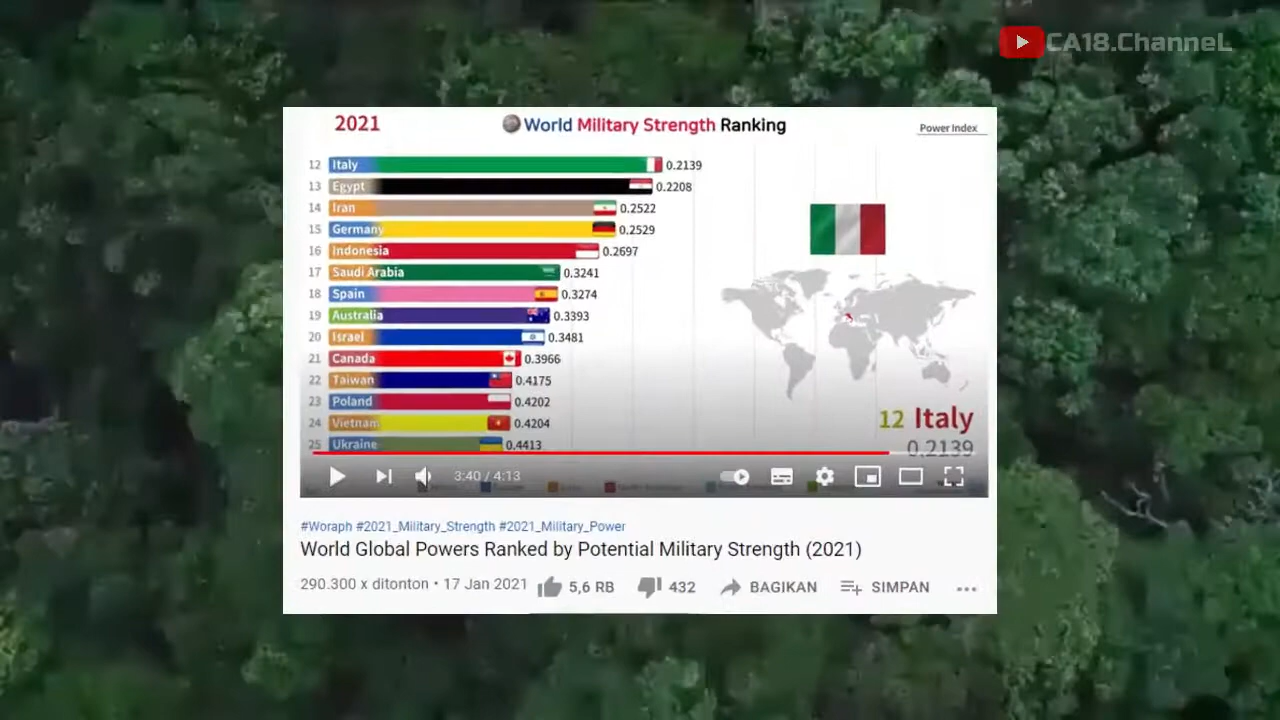 CA18.ChanneL
2021
World Military Strength Ranking
Power Index
12 Italy 0.2139
13 Egypt 0.2208
14 Iran 0.2522
15 Germany 0.2529
16 Indonesia 0.2697
17 Saudi Arabia 0.3241
18 Spain 0.3274
19 Australia 0.3393
20 Israel 0.3481
21 Canada 0.3966
22 Taiwan 0.4175
23 Poland 0.4202
24 Vietnam 0.4204
25 Ukraine 0.4413
12 Italy
0.2139
3:40 / 4:13
#Woraph #2021_Military_Strength #2021_Military_Power
World Global Powers Ranked by Potential Military Strength (2021)
290.300 x ditonton • 17 Jan 2021 5,6 RB 432 BAGIKAN SIMPAN